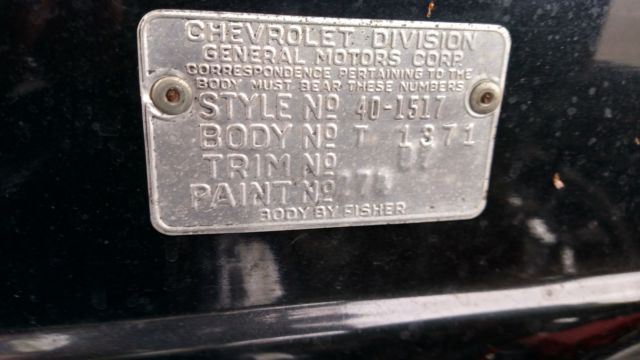 CHEVROLET DIVISION
GENERAL MOTORS CORP.
CORRESPONDENCE PERTAINING TO THE
BODY MUST BEAR THESE NUMBERS
STYLE Nº 40-1517
BODY Nº T 1371
TRIM Nº
PAINT Nº
BODY BY FISHER